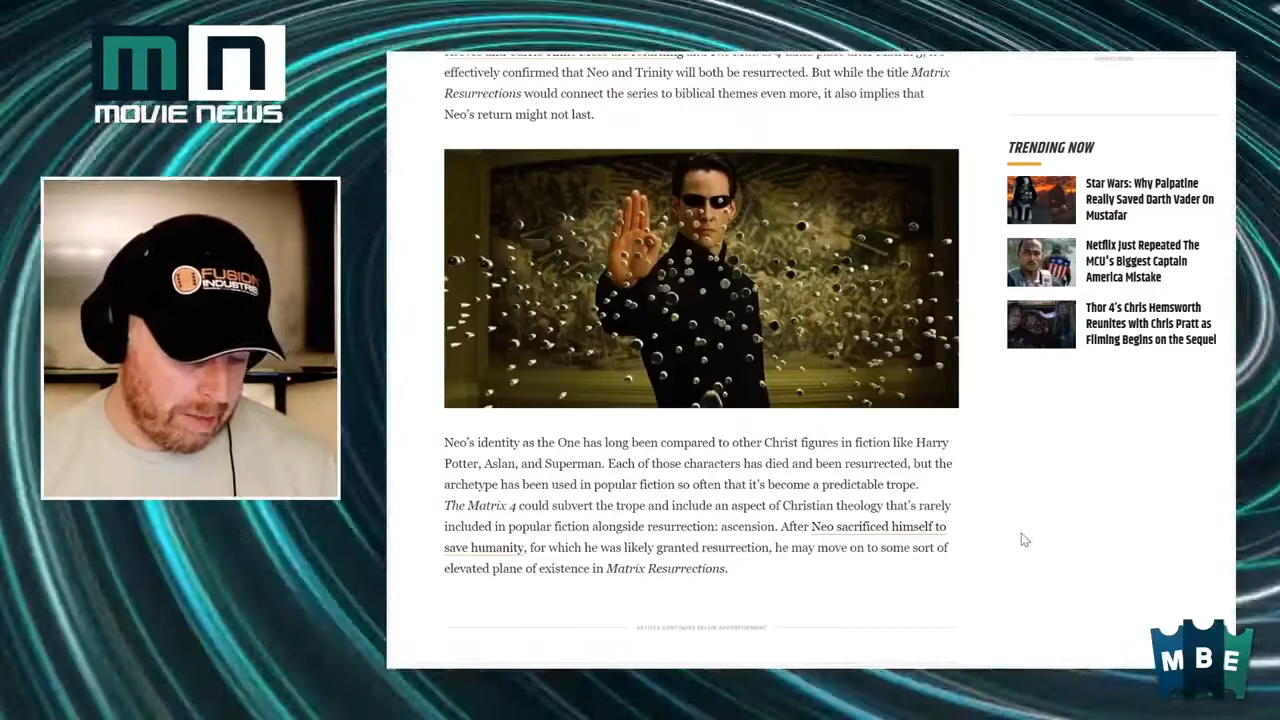 mn
MOVIE NEWS
FUSION
INDUSTRIES
effectively confirmed that Neo and Trinity will both be resurrected. But while the title Matrix
Resurrections would connect the series to biblical themes even more, it also implies that
Neo's return might not last.
Neo's identity as the One has long been compared to other Christ figures in fiction like Harry
Potter, Aslan, and Superman. Each of those characters has died and been resurrected, but the
archetype has been used in popular fiction so often that it's become a predictable trope.
The Matrix 4 could subvert the trope and include an aspect of Christian theology that's rarely
included in popular fiction alongside resurrection: ascension. After Neo sacrificed himself to
save humanity, for which he was likely granted resurrection, he may move on to some sort of
elevated plane of existence in Matrix Resurrections.
ARTICLE CONTINUES BELOW ADVERTISEMENT
TRENDING NOW
Star Wars: Why Palpatine
Really Saved Darth Vader On
Mustafar
Netflix Just Repeated The
MCU's Biggest Captain
America Mistake
Thor 4's Chris Hemsworth
Reunites with Chris Pratt as
Filming Begins on the Sequel
MBE